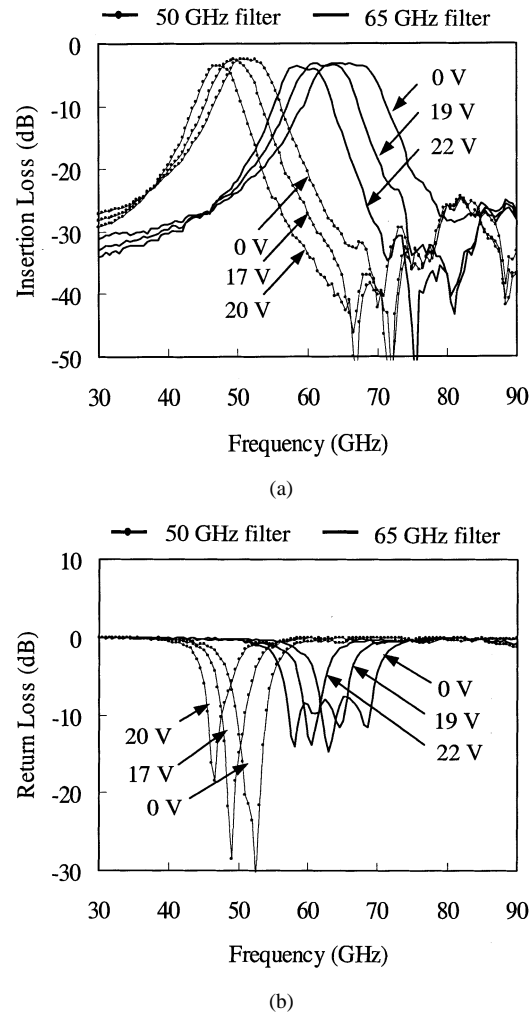 50 GHz filter 65 GHz filter
0
-10
-20
-30
-40
-50
Insertion Loss (dB)
0 V
19 V
22 V
0 V
17 V
20 V
30 40 50 60 70 80 90
Frequency (GHz)
(a)
50 GHz filter 65 GHz filter
10
0
-10
-20
-30
Return Loss (dB)
20 V
17 V
0 V
0 V
19 V
22 V
30 40 50 60 70 80 90
Frequency (GHz)
(b)